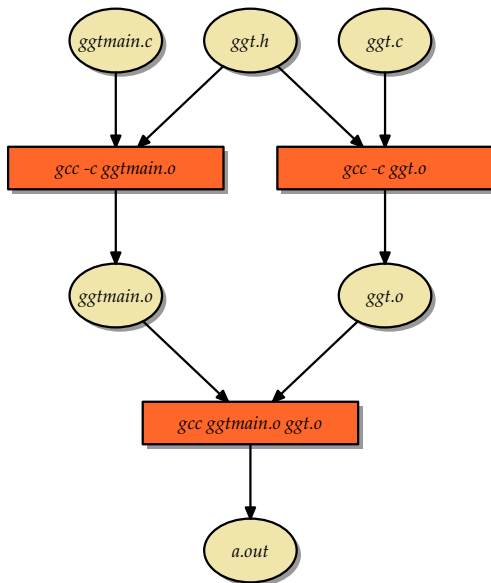 ggtmain.c
ggt.h
ggt.c
gcc -c ggtmain.o
gcc -c ggt.o
ggtmain.o
ggt.o
gcc ggtmain.o ggt.o
a.out